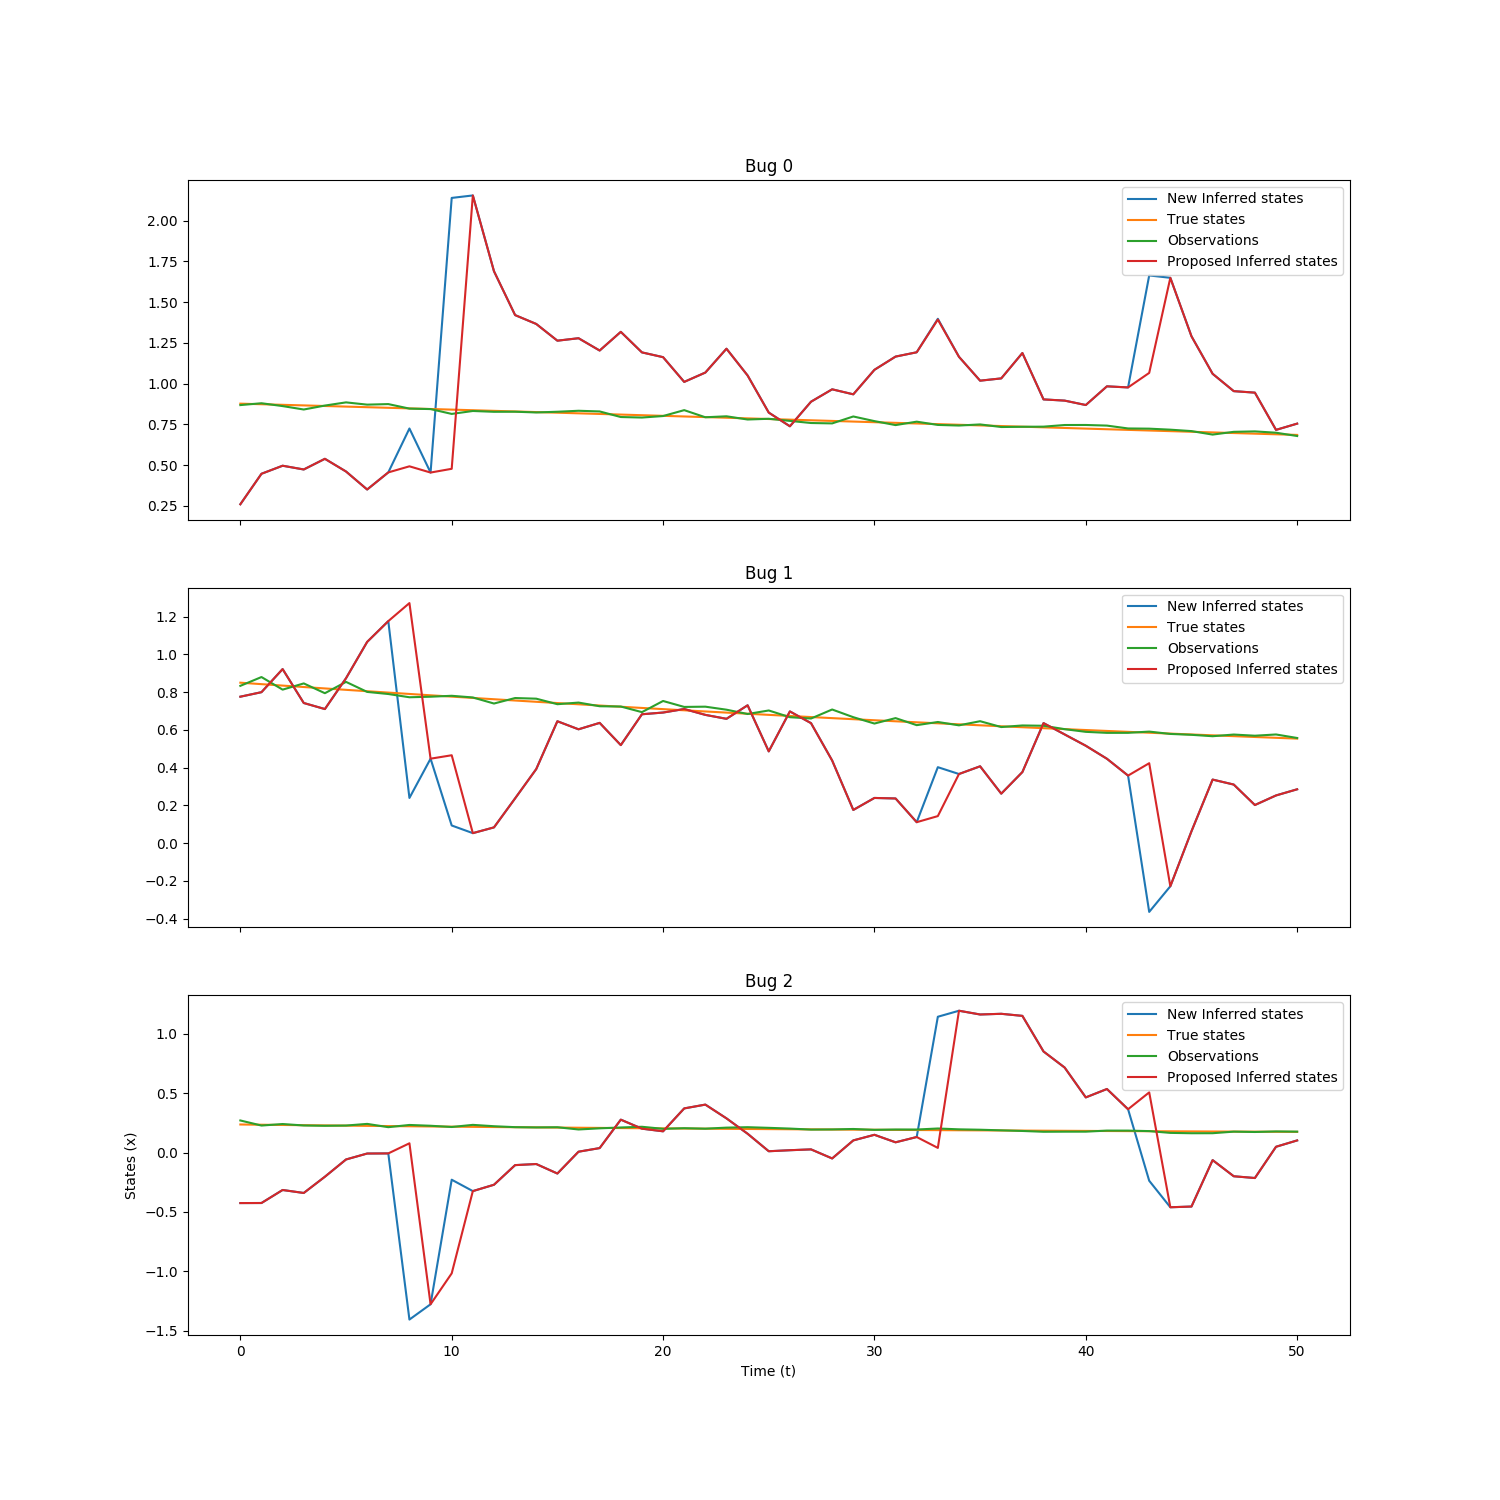 Bug 0
2.00
1.75
1.50
1.25
1.00
0.75
0.50
0.25
New Inferred states
True states
Observations
Proposed Inferred states
Bug 1
1.2
1.0
0.8
0.6
0.4
0.2
0.0
−0.2
−0.4
New Inferred states
True states
Observations
Proposed Inferred states
Bug 2
1.0
0.5
0.0
−0.5
−1.0
−1.5
States (x)
New Inferred states
True states
Observations
Proposed Inferred states
0 10 20 30 40 50
Time (t)